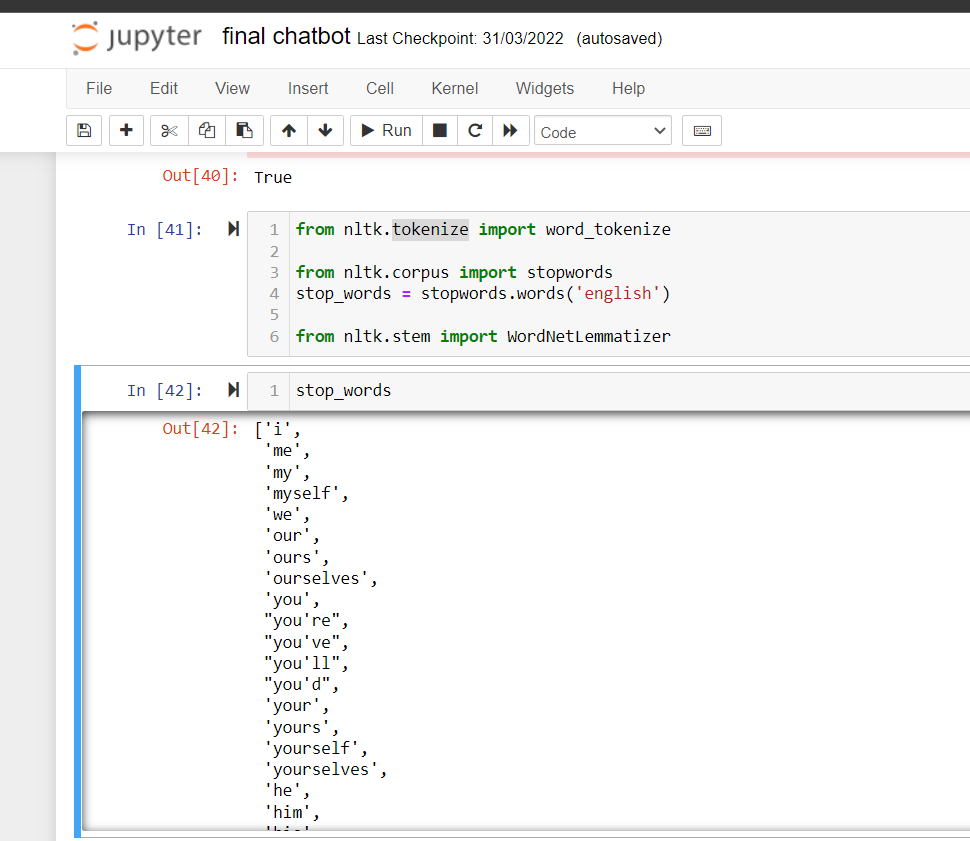 jupyter final chatbot Last Checkpoint: 31/03/2022 (autosaved)
File Edit View Insert Cell Kernel Widgets Help
Run Code
Out[40]: True
In [41]: 1 from nltk.tokenize import word_tokenize
2
3 from nltk.corpus import stopwords
4 stop_words = stopwords.words('english')
5
6 from nltk.stem import WordNetLemmatizer
In [42]: 1 stop_words
Out[42]: ['i',
'me',
'my',
'myself',
'we',
'our',
'ours',
'ourselves',
'you',
"you're",
"you've",
"you'll",
"you'd",
'your',
'yours',
'yourself',
'yourselves',
'he',
'him',